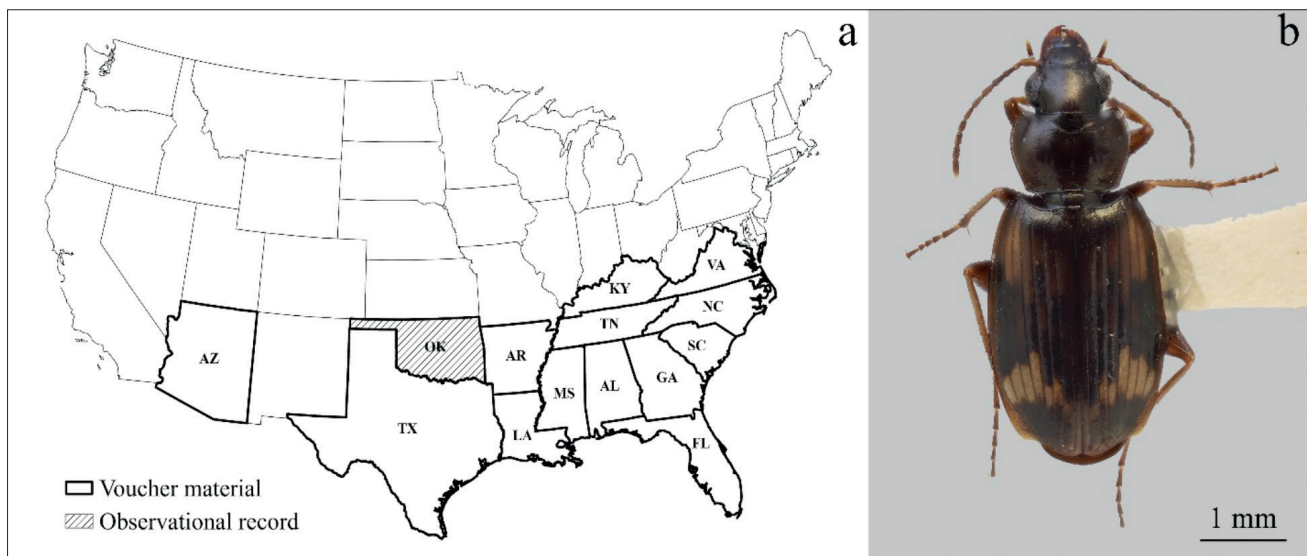 a
b
VA
KY
NC
TN
OK
AR
SC
AZ
MS
AL
GA
TX
LA
FL
Voucher material
Observational record
1 mm